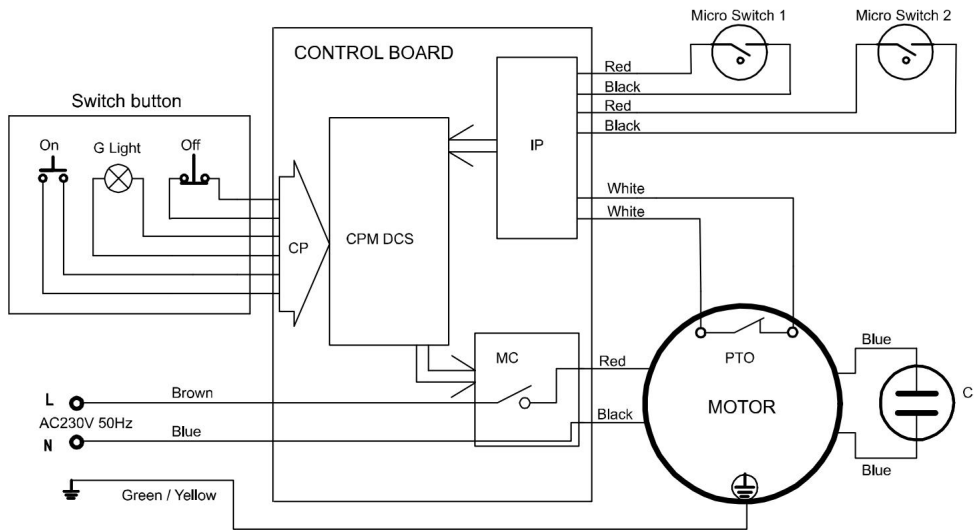 Micro Switch 1
Micro Switch 2
CONTROL BOARD
Red
Black
Red
Black
Switch button
On
G Light
Off
IP
White
White
CP
CPM DCS
MC
Red
PTO
Blue
L
Brown
C
AC230V 50Hz
Black
MOTOR
N
Blue
Blue
Green / Yellow